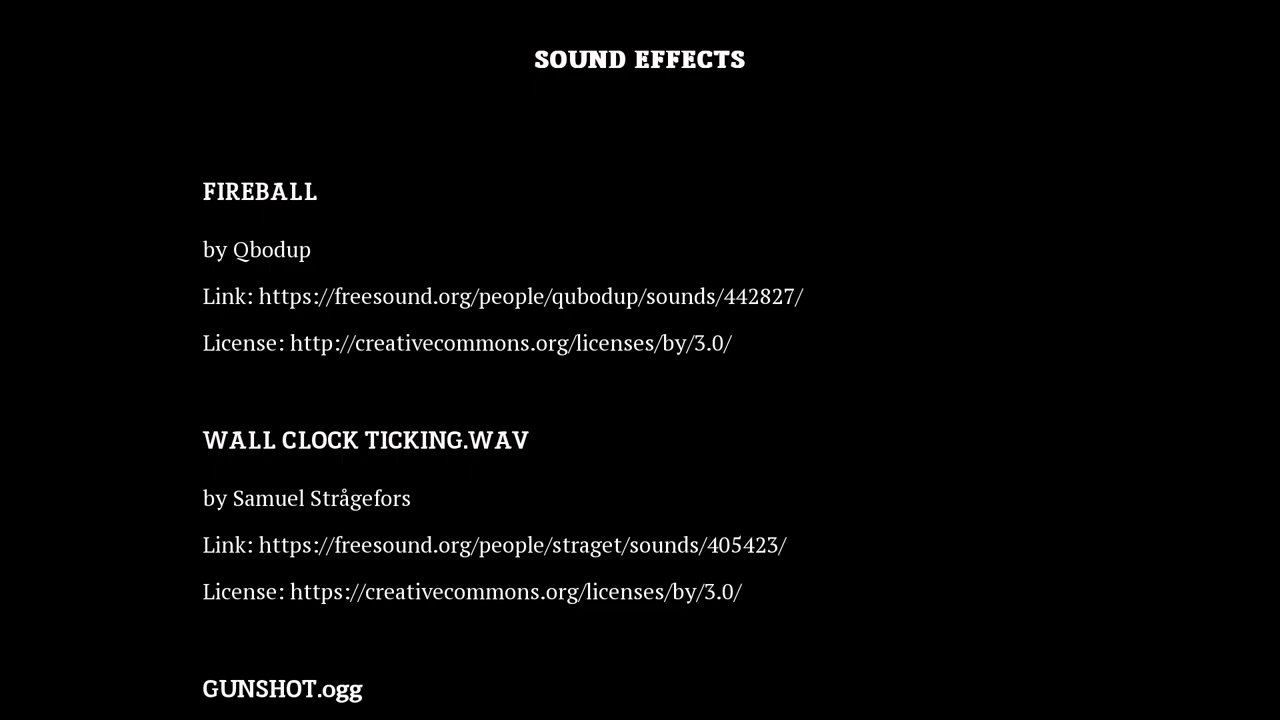 SOUND EFFECTS
FIREBALL
by Qbodup
Link: https://freesound.org/people/qubodup/sounds/442827/
License: http://creativecommons.org/licenses/by/3.0/
WALL CLOCK TICKING.WAV
by Samuel Strågefors
Link: https://freesound.org/people/straget/sounds/405423/
License: https://creativecommons.org/licenses/by/3.0/
GUNSHOT.ogg